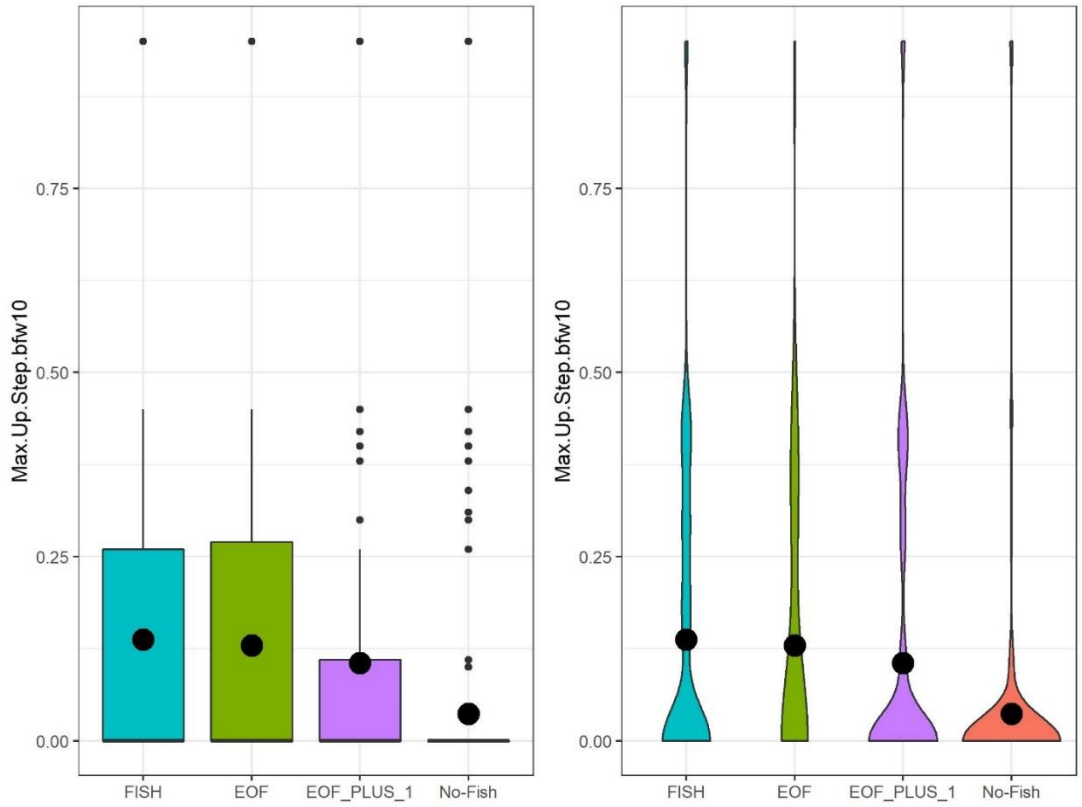 Max.Up.Step.bfw10
0.75
0.50
0.25
0.00
FISH EOF EOF_PLUS_1 No-Fish
Max.Up.Step.bfw10
0.75
0.50
0.25
0.00
FISH EOF EOF_PLUS_1 No-Fish